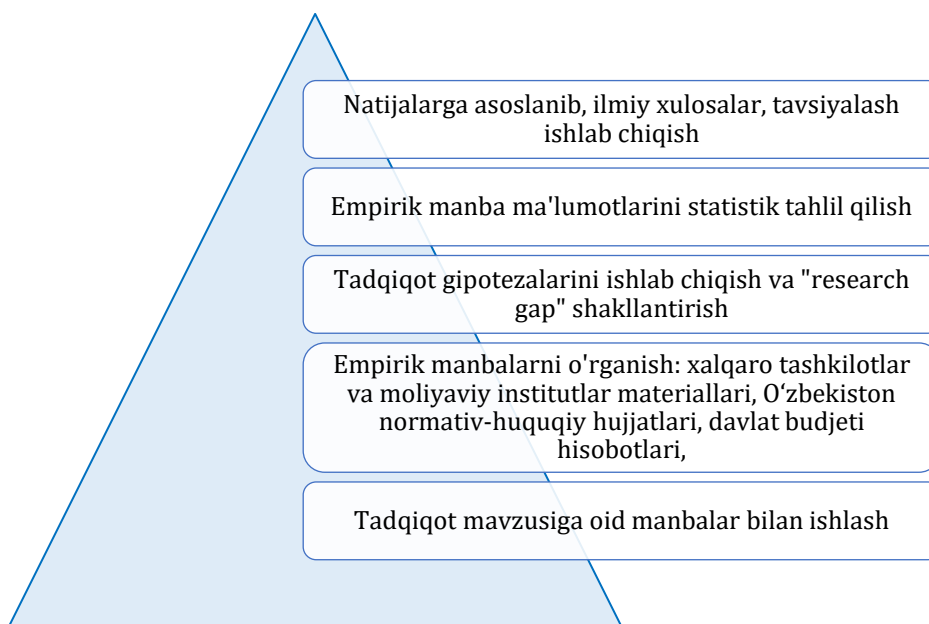 Natijalarga asoslanib, ilmiy xulosalar, tavsiyalash
ishlab chiqish
Empirik manba ma'lumotlarini statistik tahlil qilish
Tadqiqot gipotezalarini ishlab chiqish va "research
gap" shakllantirish
Empirik manbalarni o'rganish: xalqaro tashkilotlar
va moliyaviy institutlar materiallari, O‘zbekiston
normativ-huquqiy hujjatlari, davlat budjeti
hisobotlari,
Tadqiqot mavzusiga oid manbalar bilan ishlash